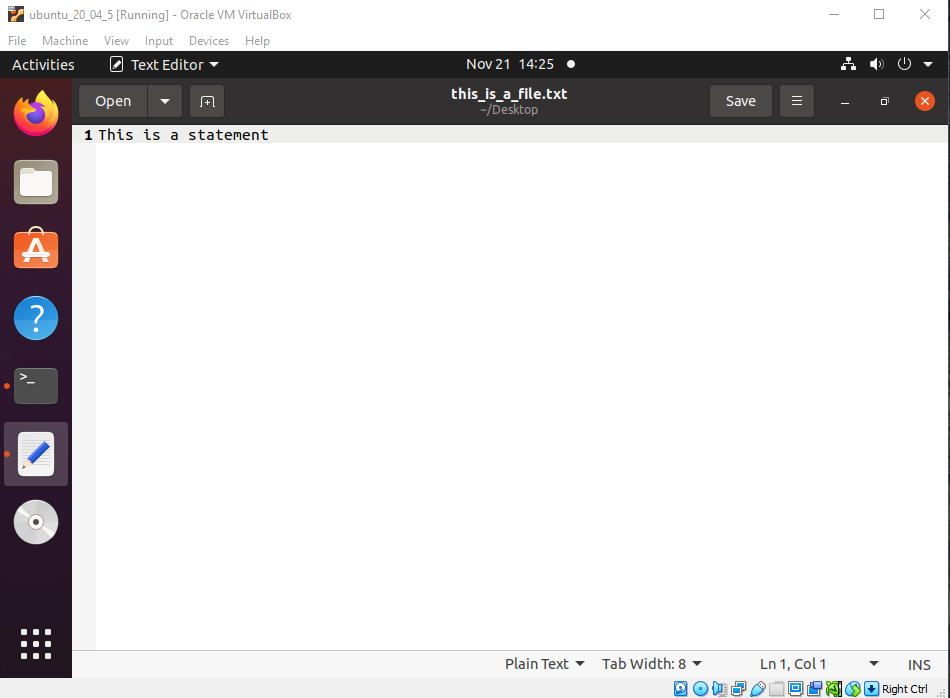 ubuntu_20_04_5 [Running] - Oracle VM VirtualBox
File Machine View Input Devices Help
Activities Text Editor Nov 21 14:25
Open this_is_a_file.txt Save
~/Desktop
1 This is a statement
>_
Plain Text Tab Width: 8 Ln 1, Col 1 INS
Right Ctrl